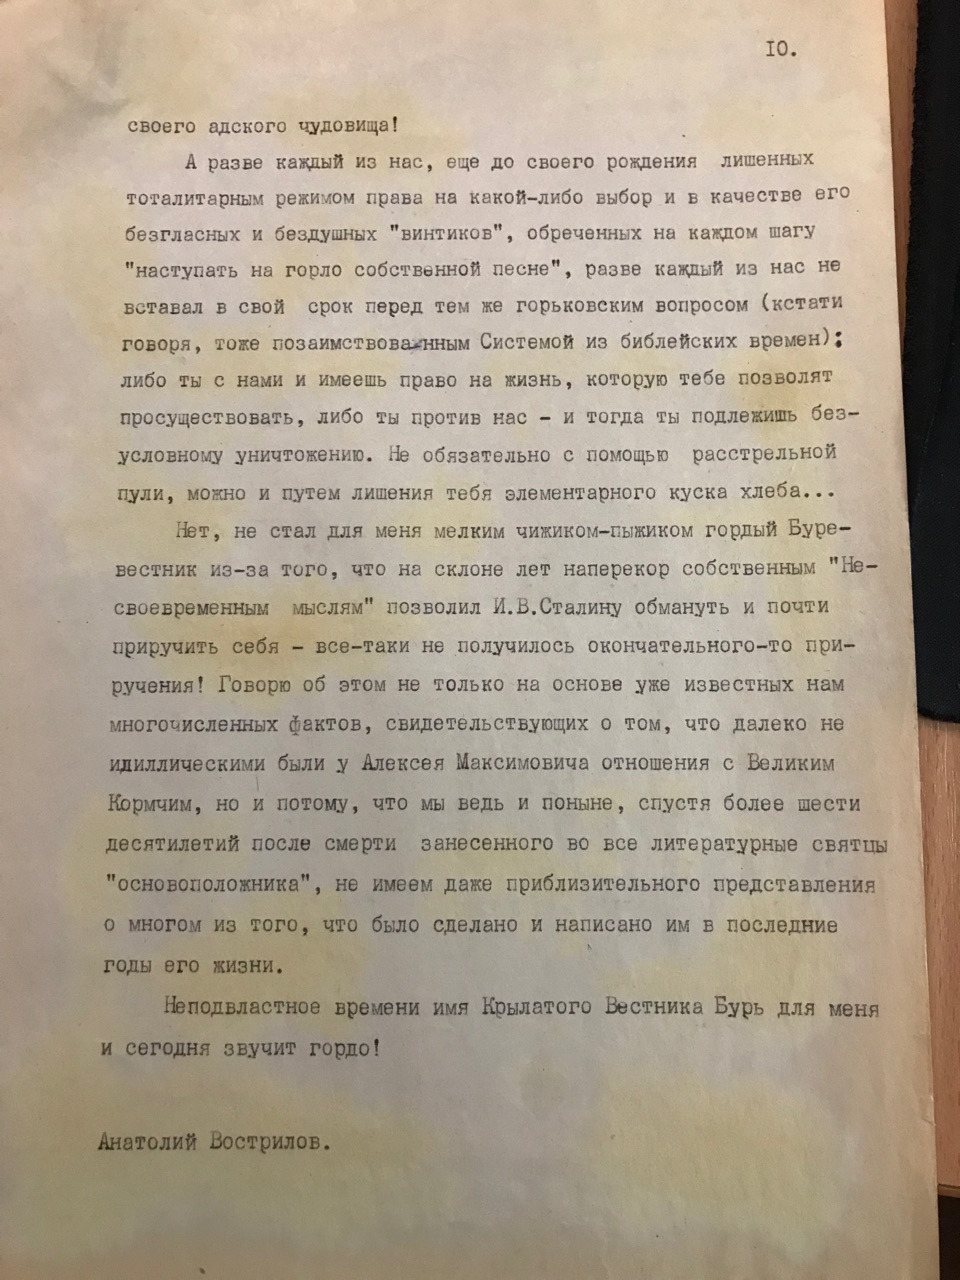 10.
своего адского чудовища!
А разве каждый из нас, еще до своего рождения лишенных
тоталитарным режимом права на какой-либо выбор и в качестве его
безгласных и бездушных "винтиков", обреченных на каждом шагу
"наступать на горло собственной песне", разве каждый из нас не
вставал в свой срок перед тем же горьковским вопросом (кстати
говоря, тоже позаимствованным Системой из библейских времен):
либо ты с нами и имеешь право на жизнь, которую тебе позволят
просуществовать, либо ты против нас - и тогда ты подлежишь без-
условному уничтожению. Не обязательно с помощью расстрельной
пули, можно и путем лишения тебя элементарного куска хлеба...
Нет, не стал для меня мелким чижиком-пыжиком гордый Буре-
вестник из-за того, что на склоне лет наперекор собственным "Не-
своевременным мыслям" позволил И.В.Сталину обмануть и почти
приручить себя - все-таки не получилось окончательного-то при-
ручения! Говорю об этом не только на основе уже известных нам
многочисленных фактов, свидетельствующих о том, что далеко не
идиллическими были у Алексея Максимовича отношения с Великим
Кормчим, но и потому, что мы ведь и поныне, спустя более шести
десятилетий после смерти занесенного во все литературные святцы
"основоположника", не имеем даже приблизительного представления
о многом из того, что было сделано и написано им в последние
годы его жизни.
Неподвластное времени имя Крылатого Вестника Бурь для меня
и сегодня звучит гордо!
Анатолий Вострилов.